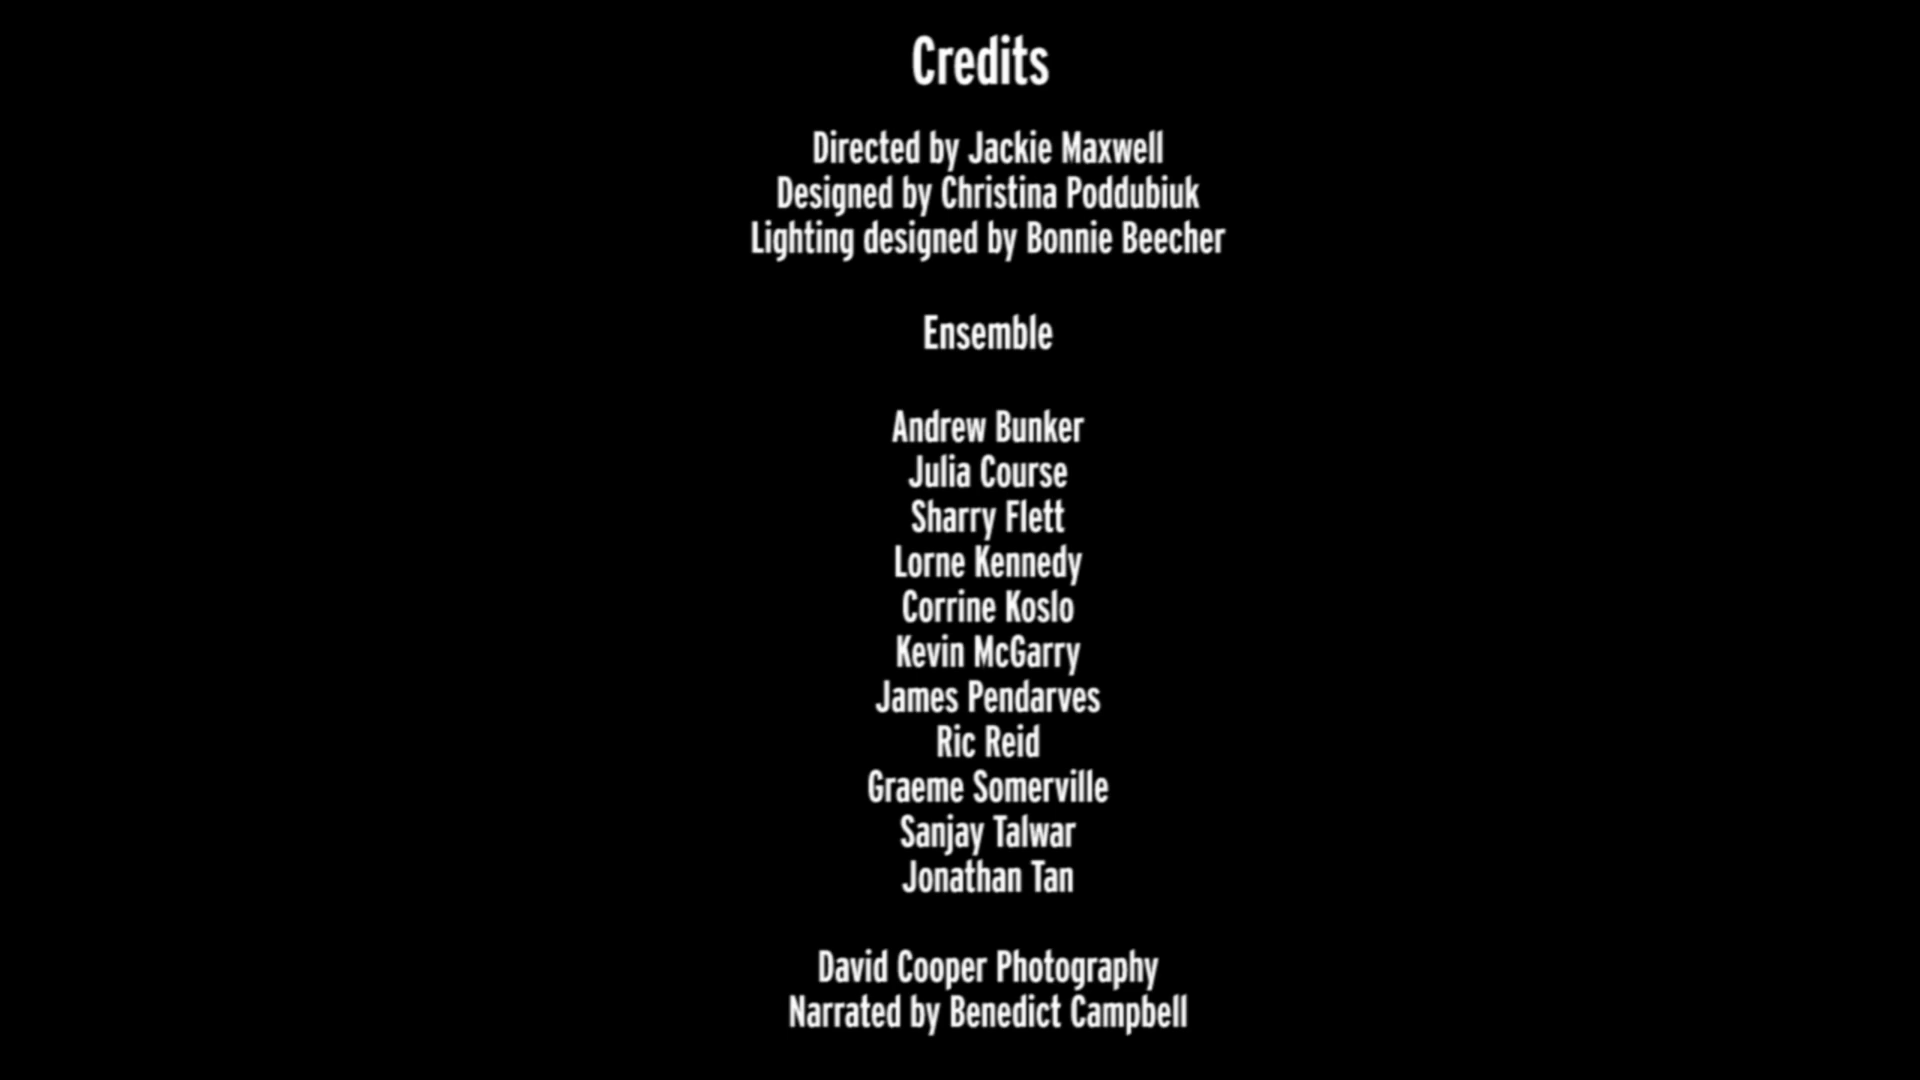 Credits
Directed by Jackie Maxwell
Designed by Christina Poddubiuk
Lighting designed by Bonnie Beecher
Ensemble
Andrew Bunker
Julia Course
Sharry Flett
Lorne Kennedy
Corrine Koslo
Kevin McGarry
James Pendarves
Ric Reid
Graeme Somerville
Sanjay Talwar
Jonathan Tan
David Cooper Photography
Narrated by Benedict Campbell